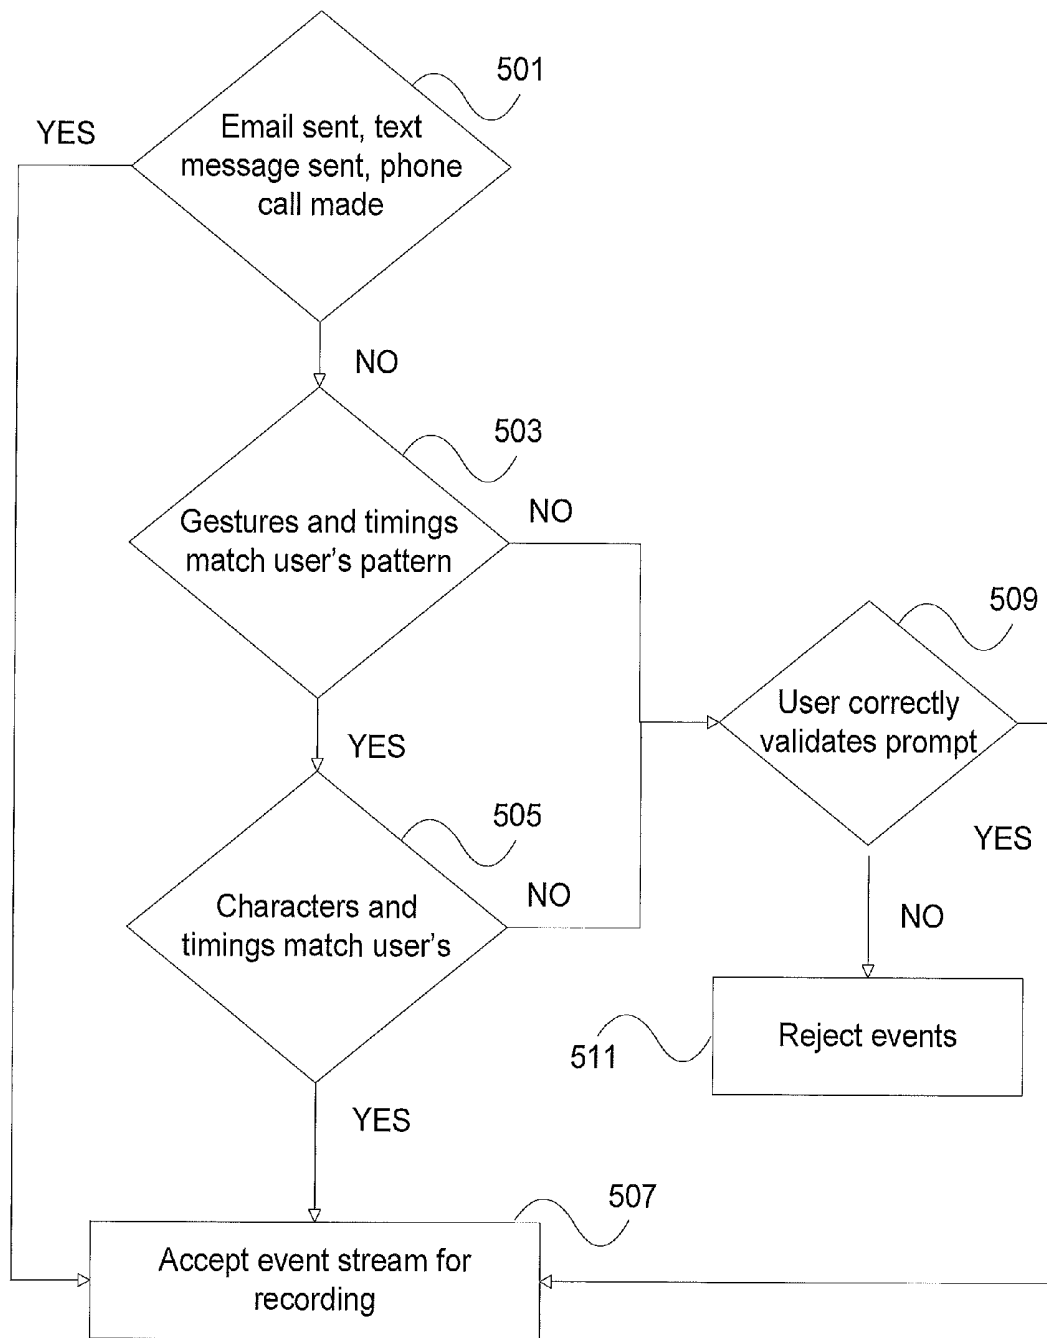 501
YES
Email sent, text
message sent, phone
call made
NO
503
Gestures and timings
match user's pattern
NO
509
User correctly
validates prompt
YES
505
YES
Characters and
timings match user's
NO
NO
Reject events
511
YES
507
Accept event stream for
recording